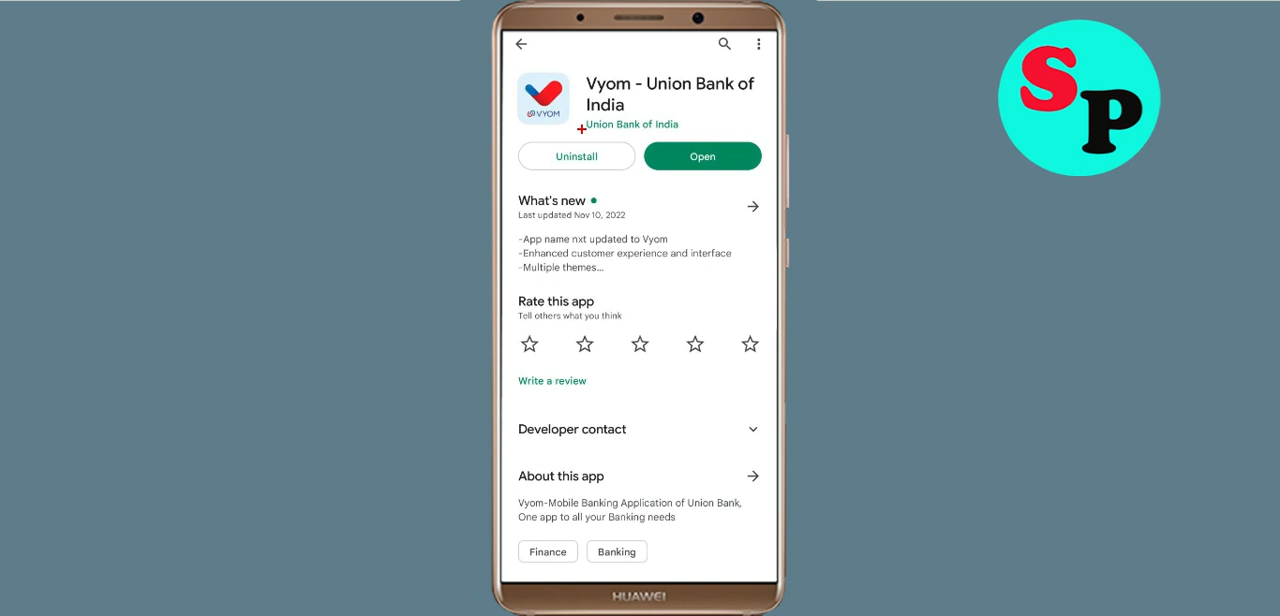 Vyom - Union Bank of
India
Union Bank of India
VYOM
Uninstall
Open
What's new
Last updated Nov 10, 2022
-App name nxt updated to Vyom
-Enhanced customer experience and interface
-Multiple themes...
Rate this app
Tell others what you think
Write a review
Developer contact
About this app
Vyom-Mobile Banking Application of Union Bank,
One app to all your Banking needs
Finance
Banking
HUAWEI
SP